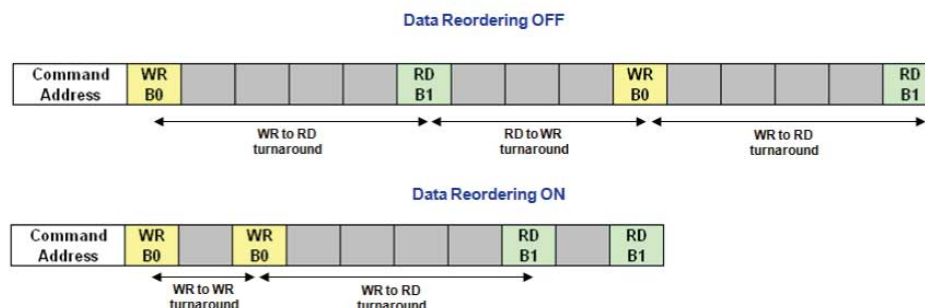 Data Reordering OFF
Command WR RD WR RD
Address B0 B1 B0 B1
WR to RD RD to WR WR to RD
turnaround turnaround turnaround
Data Reordering ON
Command WR WR RD RD
Address B0 B0 B1 B1
WR to WR WR to RD
turnaround turnaround